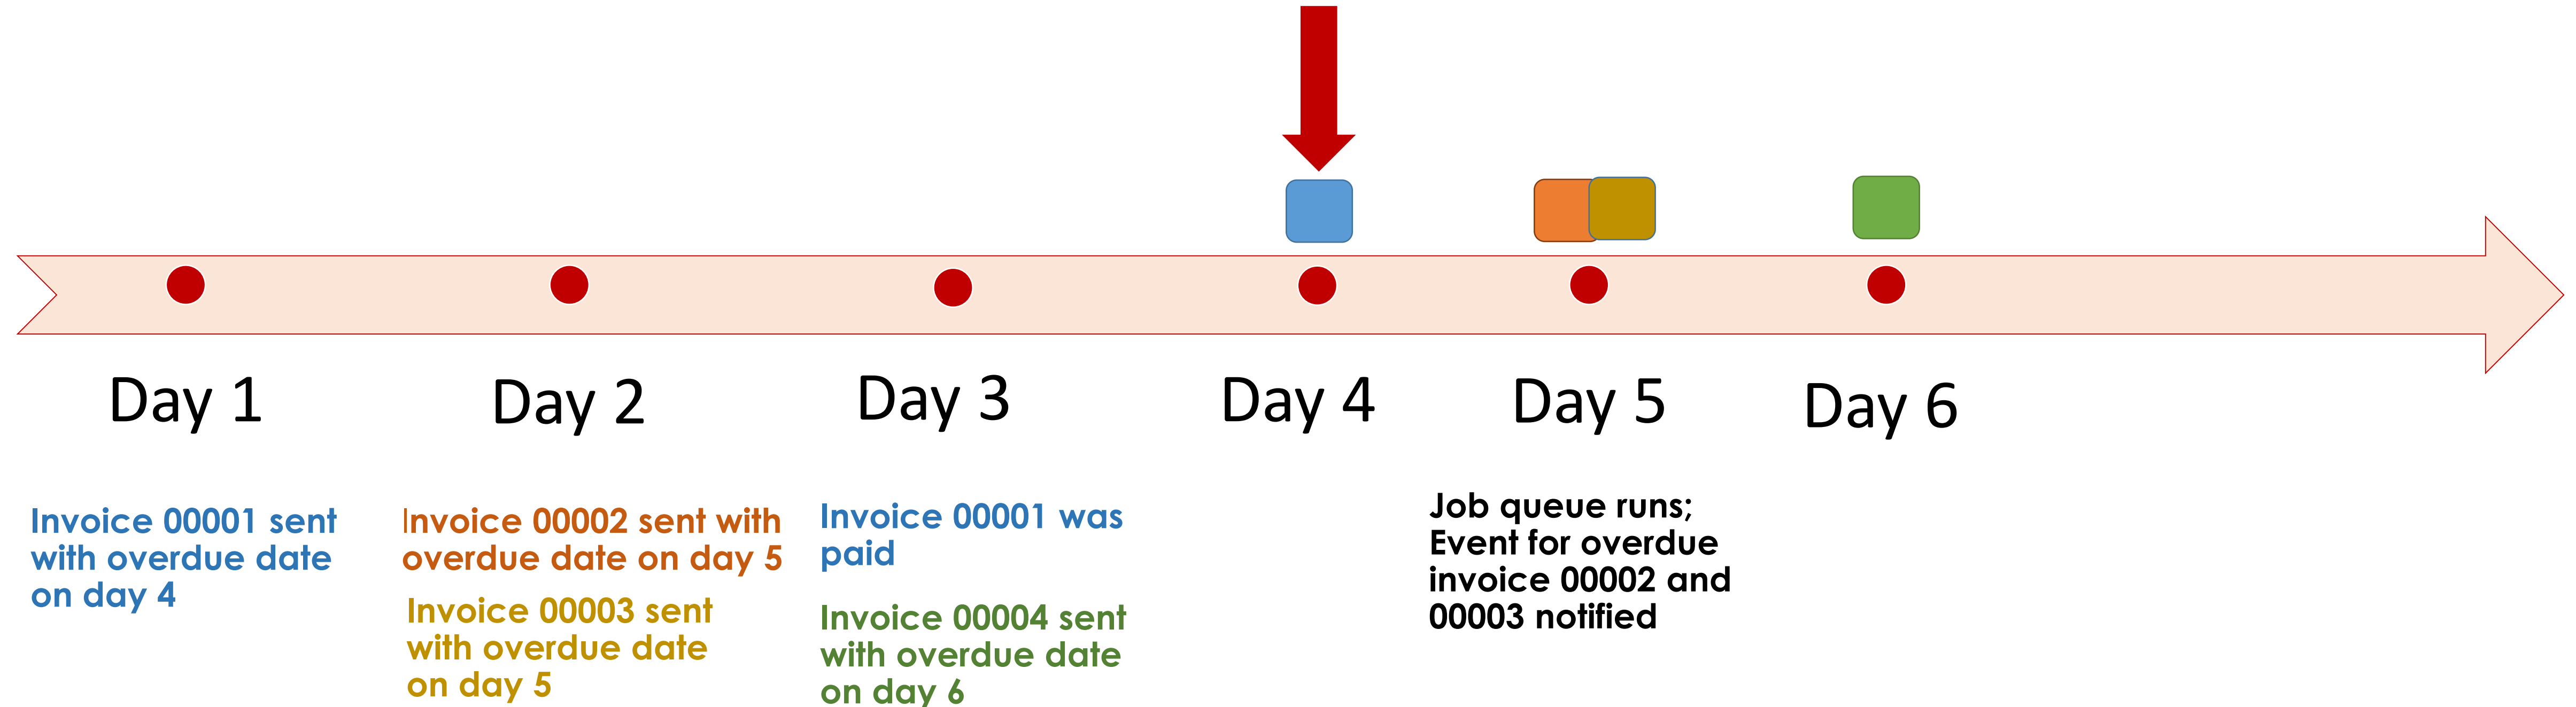 Day 1
Day 2
Day 3
Day 4
Day 5
Day 6
Invoice 00001 sent
with overdue date
on day 4
Invoice 00002 sent with
overdue date on day 5
Invoice 00003 sent
with overdue date
on day 5
Invoice 00001 was
paid
Invoice 00004 sent
with overdue date
on day 6
Job queue runs;
Event for overdue
invoice 00002 and
00003 notified